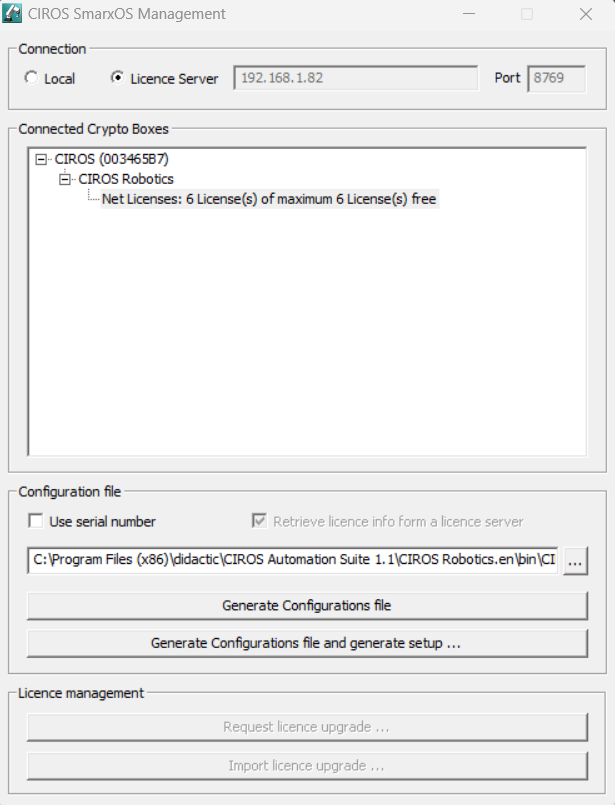 CIROS SmarxOS Management
Connection
Local
Licence Server
192.168.1.82
Port
8769
Connected Crypto Boxes
CIROS (003465B7)
CIROS Robotics
Net Licenses: 6 License(s) of maximum 6 License(s) free
Configuration file
Use serial number
Retrieve licence info form a licence server
C:\Program Files (x86)\didactic\CIROS Automation Suite 1.1\CIROS Robotics.en\bin\CI
...
Generate Configurations file
Generate Configurations file and generate setup ...
Licence management
Request licence upgrade ...
Import licence upgrade ...